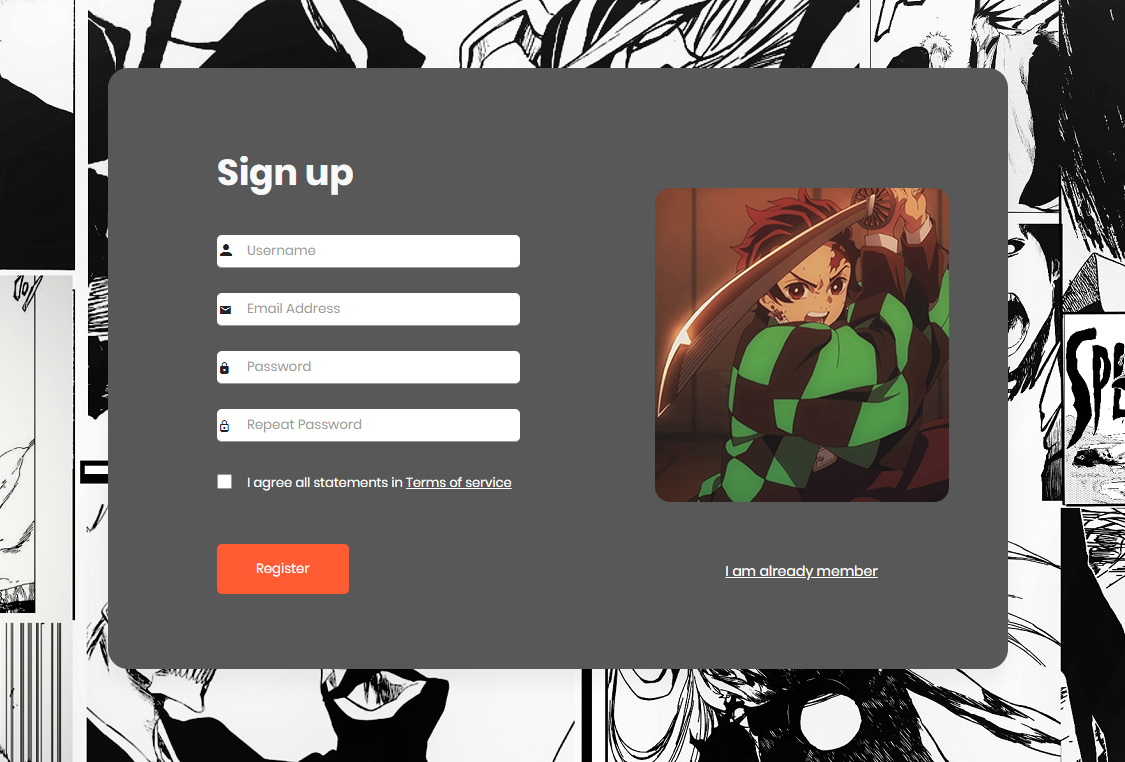 Sign up
Username
Email Address
Password
Repeat Password
I agree all statements in Terms of service
Register
I am already member